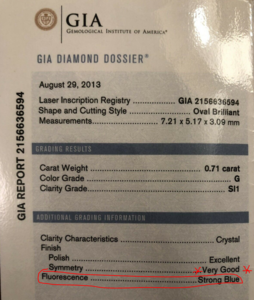 GIA
GEMOLOGICAL INSTITUTE OF AMERICA®
GIA DIAMOND DOSSIER®
August 29, 2013
Laser Inscription Registry ........ GIA 2156636594
Shape and Cutting Style ........ Oval Brilliant
Measurements ........ 7.21 x 5.17 x 3.09 mm
GRADING RESULTS
Carat Weight ........ 0.71 carat
Color Grade ........ G
Clarity Grade ........ SI1
ADDITIONAL GRADING INFORMATION
Clarity Characteristics ........ Crystal
Finish
Polish ........ Excellent
Symmetry ........ Very Good
Fluorescence ........ Strong Blue
GIA REPORT 2156636594